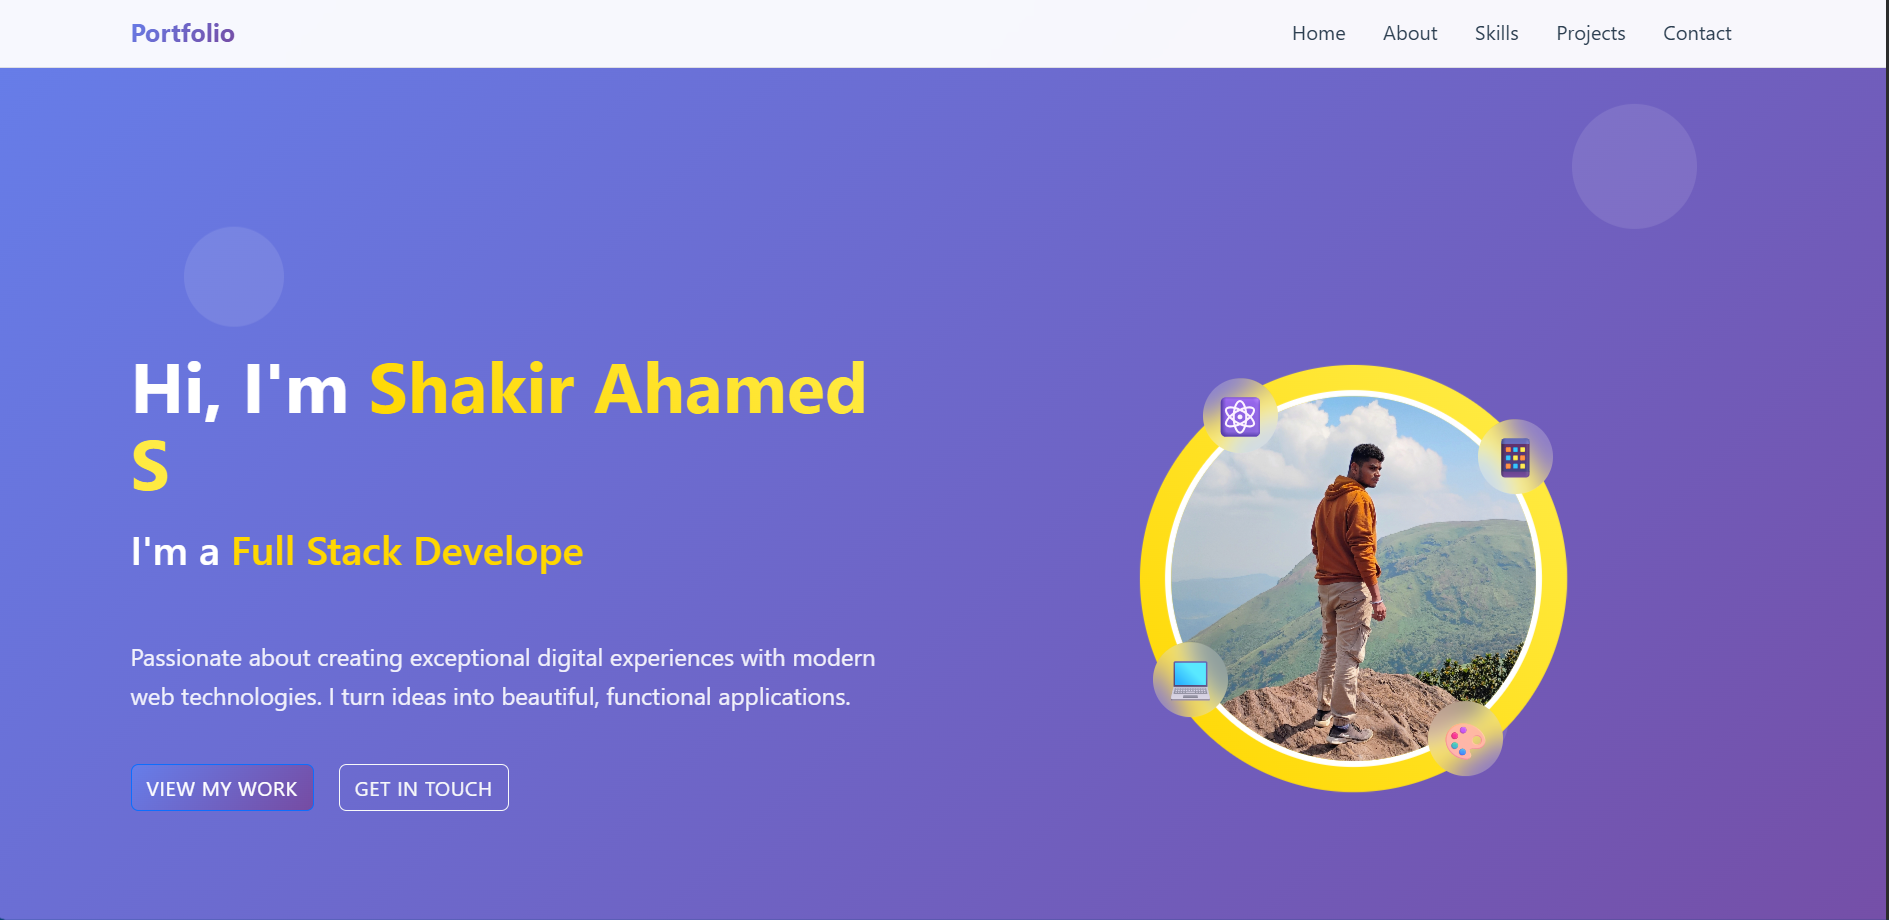 Portfolio
Home About Skills Projects Contact
Hi, I'm Shakir Ahamed
S
I'm a Full Stack Develope
Passionate about creating exceptional digital experiences with modern
web technologies. I turn ideas into beautiful, functional applications.
VIEW MY WORK
GET IN TOUCH